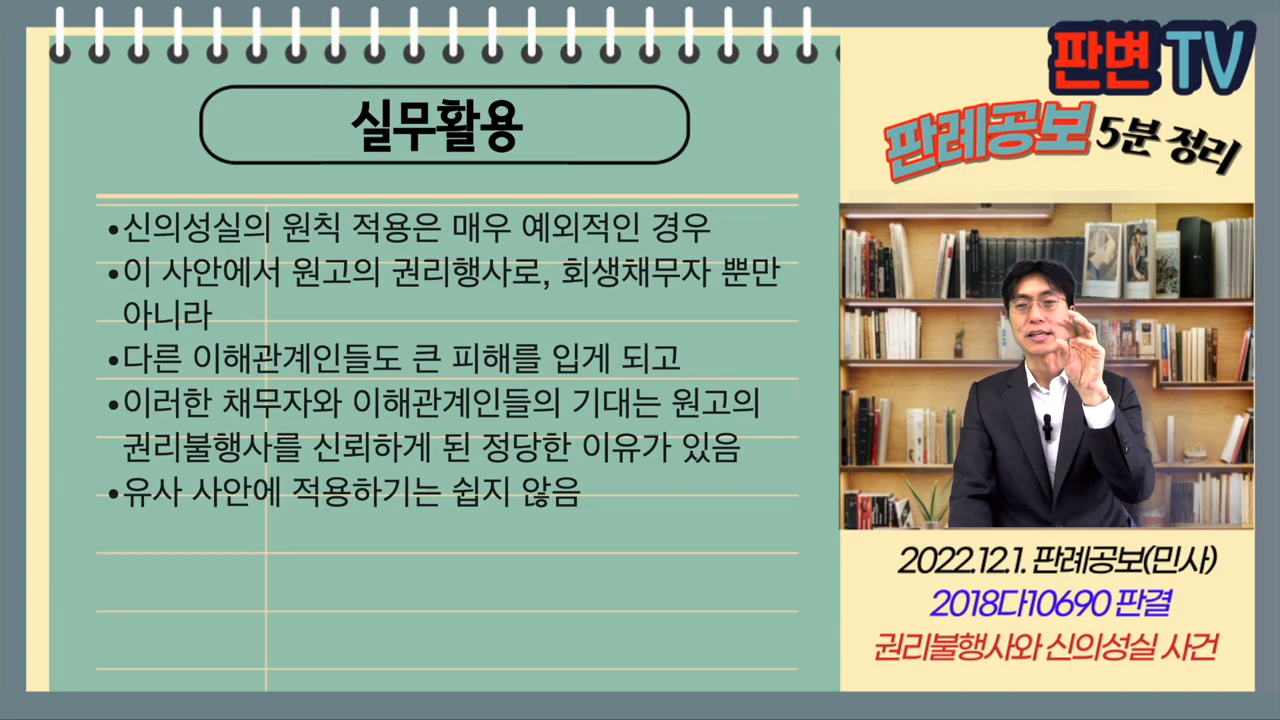 실무활용
•신의성실의 원칙 적용은 매우 예외적인 경우
•이 사안에서 원고의 권리행사로, 회생채무자 뿐만
아니라
•다른 이해관계인들도 큰 피해를 입게 되고
•이러한 채무자와 이해관계인들의 기대는 원고의
권리불행사를 신뢰하게 된 정당한 이유가 있음
•유사 사안에 적용하기는 쉽지 않음
판변 TV
판례공보 5분 정리
2022.12.1. 판례공보(민사)
2018다10690 판결
권리불행사와 신의성실 사건